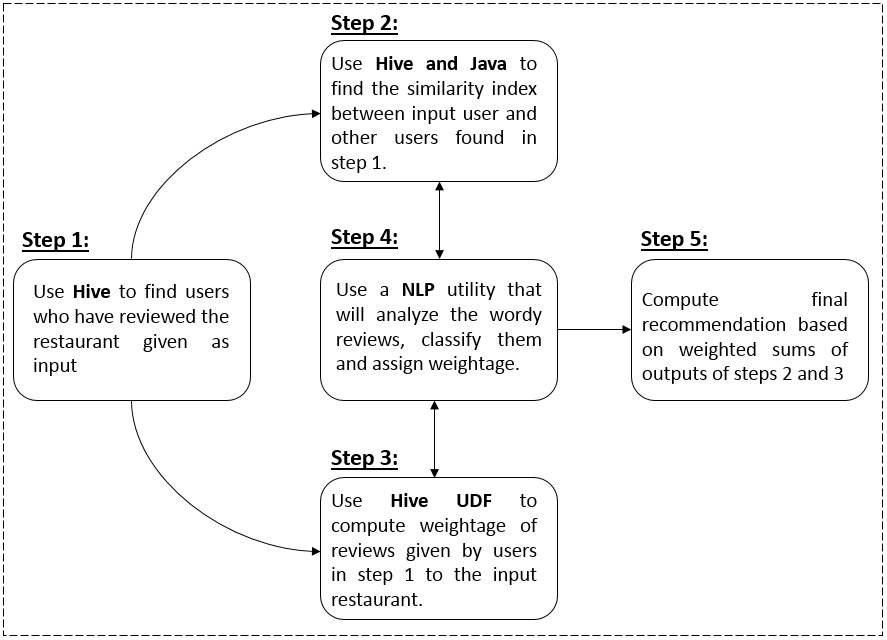 Step 1:
Use Hive to find users
who have reviewed the
restaurant given as
input
Step 2:
Use Hive and Java to
find the similarity index
between input user and
other users found in
step 1.
Step 4:
Use a NLP utility that
will analyze the wordy
reviews, classify them
and assign weightage.
Step 3:
Use Hive UDF to
compute weightage of
reviews given by users
in step 1 to the input
restaurant.
Step 5:
Compute final
recommendation based
on weighted sums of
outputs of steps 2 and 3